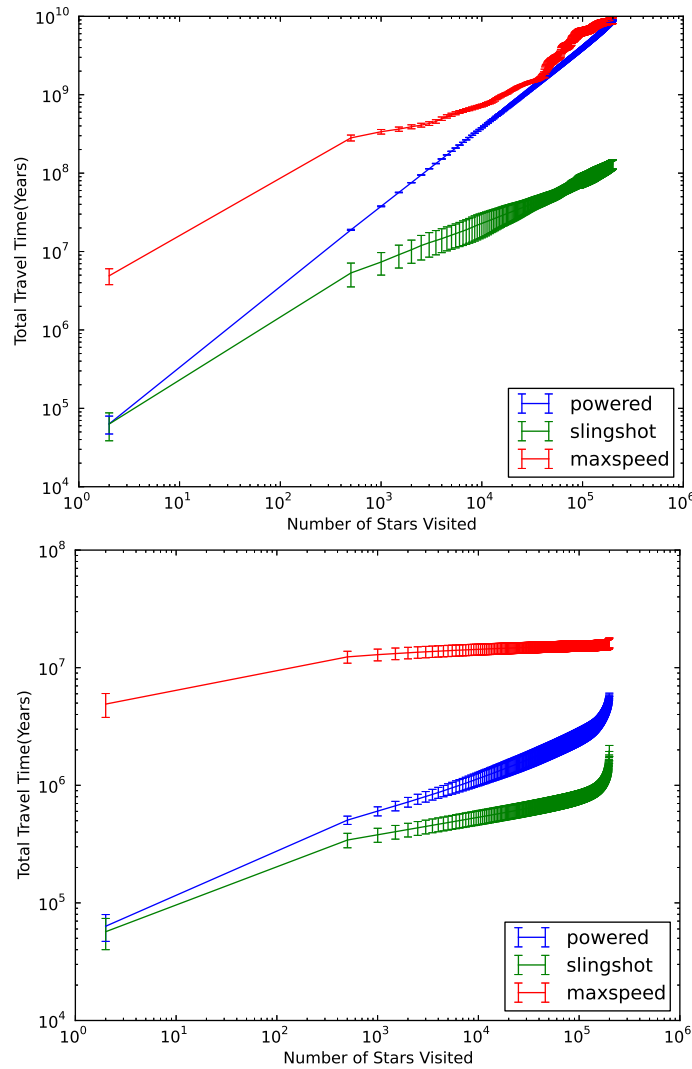 10^10
10^9
10^8
10^7
10^6
10^5
10^4
Total Travel Time(Years)
powered
slingshot
maxspeed
10^0 10^1 10^2 10^3 10^4 10^5 10^6
Number of Stars Visited
10^8
10^7
10^6
10^5
10^4
Total Travel Time(Years)
powered
slingshot
maxspeed
10^0 10^1 10^2 10^3 10^4 10^5 10^6
Number of Stars Visited